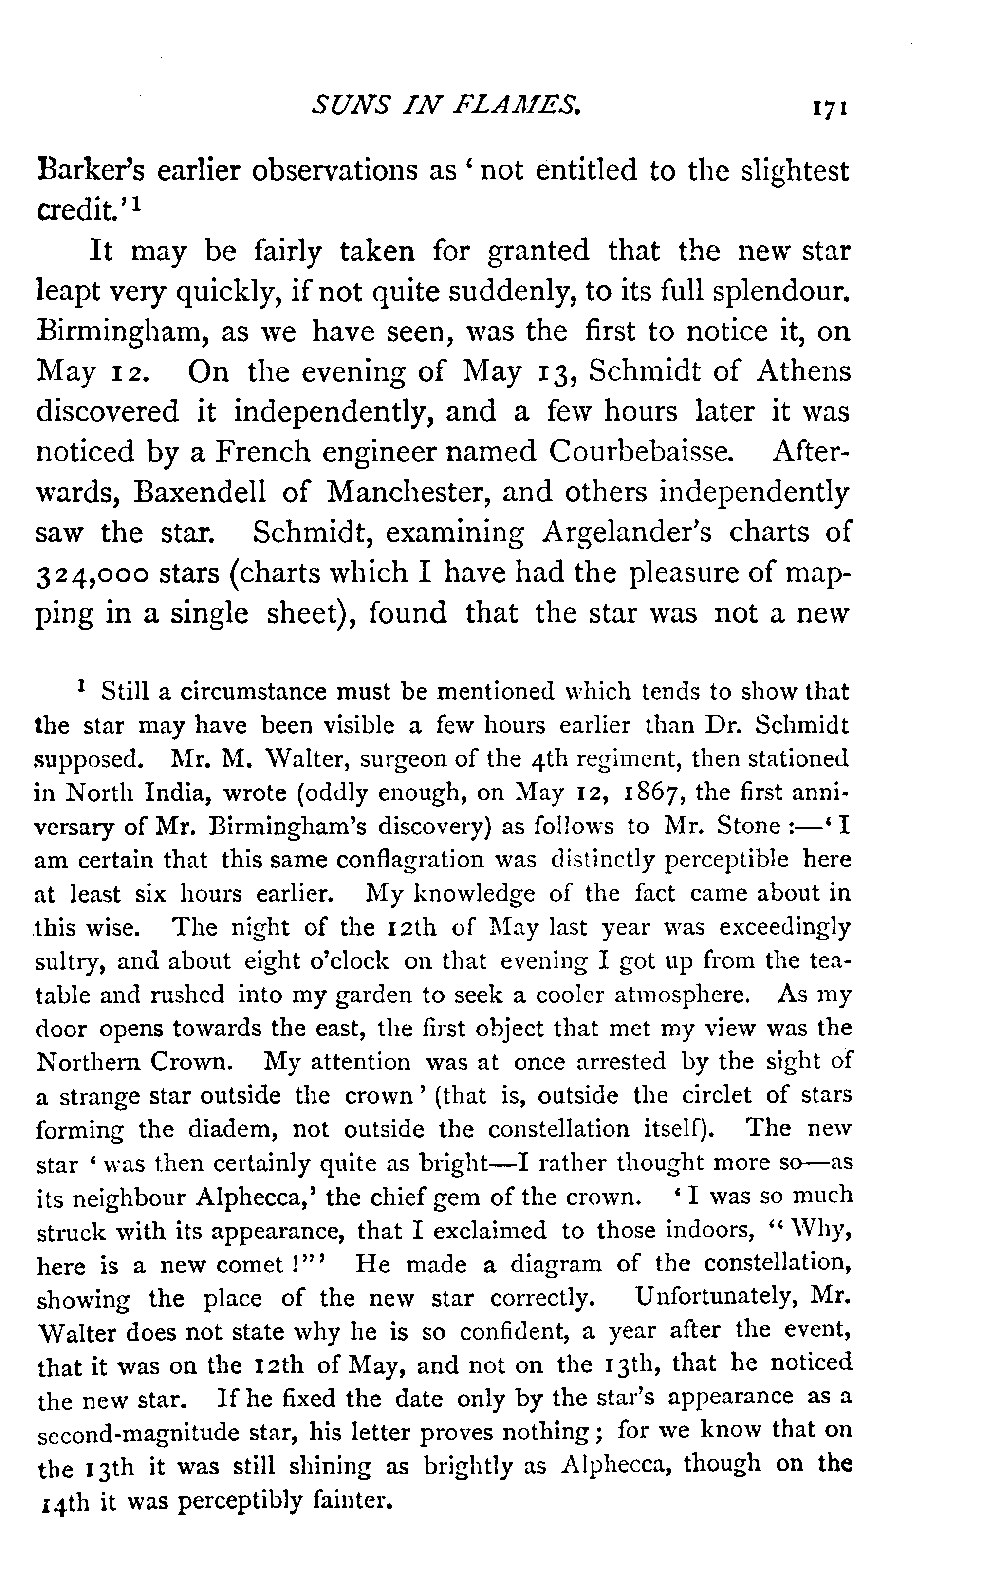 SUNS IN FLAMES. 171
Barker's earlier observations as ‘ not entitled to the slightest
credit.’¹
It may be fairly taken for granted that the new star
leapt very quickly, if not quite suddenly, to its full splendour.
Birmingham, as we have seen, was the first to notice it, on
May 12. On the evening of May 13, Schmidt of Athens
discovered it independently, and a few hours later it was
noticed by a French engineer named Courbebaisse. After-
wards, Baxendell of Manchester, and others independently
saw the star. Schmidt, examining Argelander's charts of
324,000 stars (charts which I have had the pleasure of map-
ping in a single sheet), found that the star was not a new
¹ Still a circumstance must be mentioned which tends to show that
the star may have been visible a few hours earlier than Dr. Schmidt
supposed. Mr. M. Walter, surgeon of the 4th regiment, then stationed
in North India, wrote (oddly enough, on May 12, 1867, the first anni-
versary of Mr. Birmingham's discovery) as follows to Mr. Stone :—‘ I
am certain that this same conflagration was distinctly perceptible here
at least six hours earlier. My knowledge of the fact came about in
this wise. The night of the 12th of May last year was exceedingly
sultry, and about eight o'clock on that evening I got up from the tea-
table and rushed into my garden to seek a cooler atmosphere. As my
door opens towards the east, the first object that met my view was the
Northern Crown. My attention was at once arrested by the sight of
a strange star outside the crown ’ (that is, outside the circlet of stars
forming the diadem, not outside the constellation itself). The new
star ‘ was then certainly quite as bright—I rather thought more so—as
its neighbour Alphecca,’ the chief gem of the crown. ‘ I was so much
struck with its appearance, that I exclaimed to those indoors, “ Why,
here is a new comet !”’ He made a diagram of the constellation,
showing the place of the new star correctly. Unfortunately, Mr.
Walter does not state why he is so confident, a year after the event,
that it was on the 12th of May, and not on the 13th, that he noticed
the new star. If he fixed the date only by the star's appearance as a
second-magnitude star, his letter proves nothing ; for we know that on
the 13th it was still shining as brightly as Alphecca, though on the
14th it was perceptibly fainter.